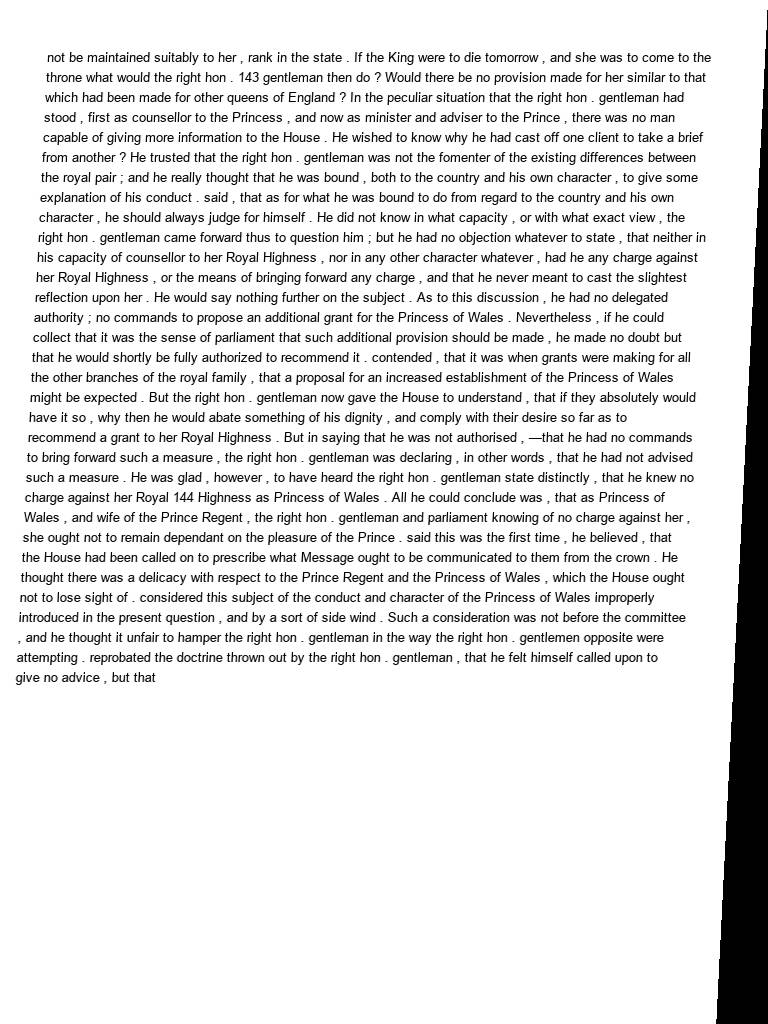 not be maintained suitably to her , rank in the state . If the King were to die tomorrow , and she was to come to the
throne what would the right hon . 143 gentleman then do ? Would there be no provision made for her similar to that
which had been made for other queens of England ? In the peculiar situation that the right hon . gentleman had
stood , first as counsellor to the Princess , and now as minister and adviser to the Prince , there was no man
capable of giving more information to the House . He wished to know why he had cast off one client to take a brief
from another ? He trusted that the right hon . gentleman was not the fomenter of the existing differences between
the royal pair ; and he really thought that he was bound , both to the country and his own character , to give some
explanation of his conduct . said , that as for what he was bound to do from regard to the country and his own
character , he should always judge for himself . He did not know in what capacity , or with what exact view , the
right hon . gentleman came forward thus to question him ; but he had no objection whatever to state , that neither in
his capacity of counsellor to her Royal Highness , nor in any other character whatever , had he any charge against
her Royal Highness , or the means of bringing forward any charge , and that he never meant to cast the slightest
reflection upon her . He would say nothing further on the subject . As to this discussion , he had no delegated
authority ; no commands to propose an additional grant for the Princess of Wales . Nevertheless , if he could
collect that it was the sense of parliament that such additional provision should be made , he made no doubt but
that he would shortly be fully authorized to recommend it . contended , that it was when grants were making for all
the other branches of the royal family , that a proposal for an increased establishment of the Princess of Wales
might be expected . But the right hon . gentleman now gave the House to understand , that if they absolutely would
have it so , why then he would abate something of his dignity , and comply with their desire so far as to
recommend a grant to her Royal Highness . But in saying that he was not authorised , —that he had no commands
to bring forward such a measure , the right hon . gentleman was declaring , in other words , that he had not advised
such a measure . He was glad , however , to have heard the right hon . gentleman state distinctly , that he knew no
charge against her Royal 144 Highness as Princess of Wales . All he could conclude was , that as Princess of
Wales , and wife of the Prince Regent , the right hon . gentleman and parliament knowing of no charge against her ,
she ought not to remain dependant on the pleasure of the Prince . said this was the first time , he believed , that
the House had been called on to prescribe what Message ought to be communicated to them from the crown . He
thought there was a delicacy with respect to the Prince Regent and the Princess of Wales , which the House ought
not to lose sight of . considered this subject of the conduct and character of the Princess of Wales improperly
introduced in the present question , and by a sort of side wind . Such a consideration was not before the committee
, and he thought it unfair to hamper the right hon . gentleman in the way the right hon . gentlemen opposite were
attempting . reprobated the doctrine thrown out by the right hon . gentleman , that he felt himself called upon to
give no advice , but that